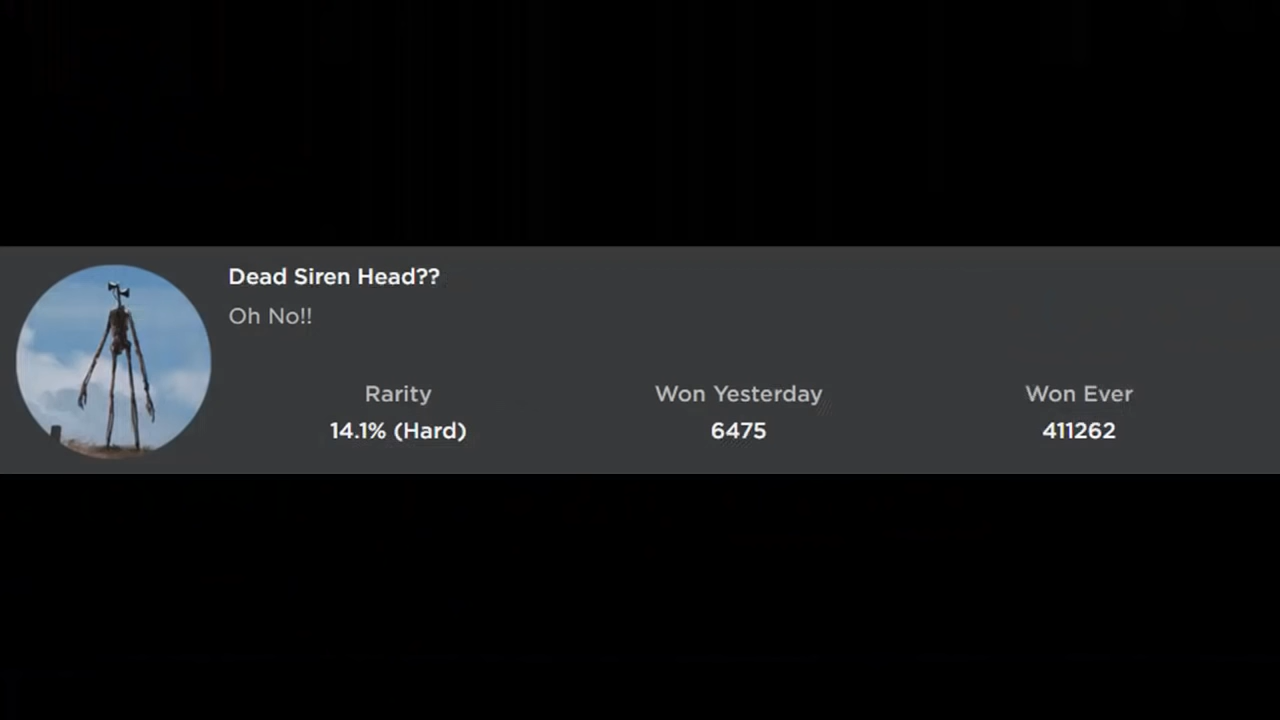 Dead Siren Head??
Oh No!!
Rarity Won Yesterday Won Ever
14.1% (Hard) 6475 411262